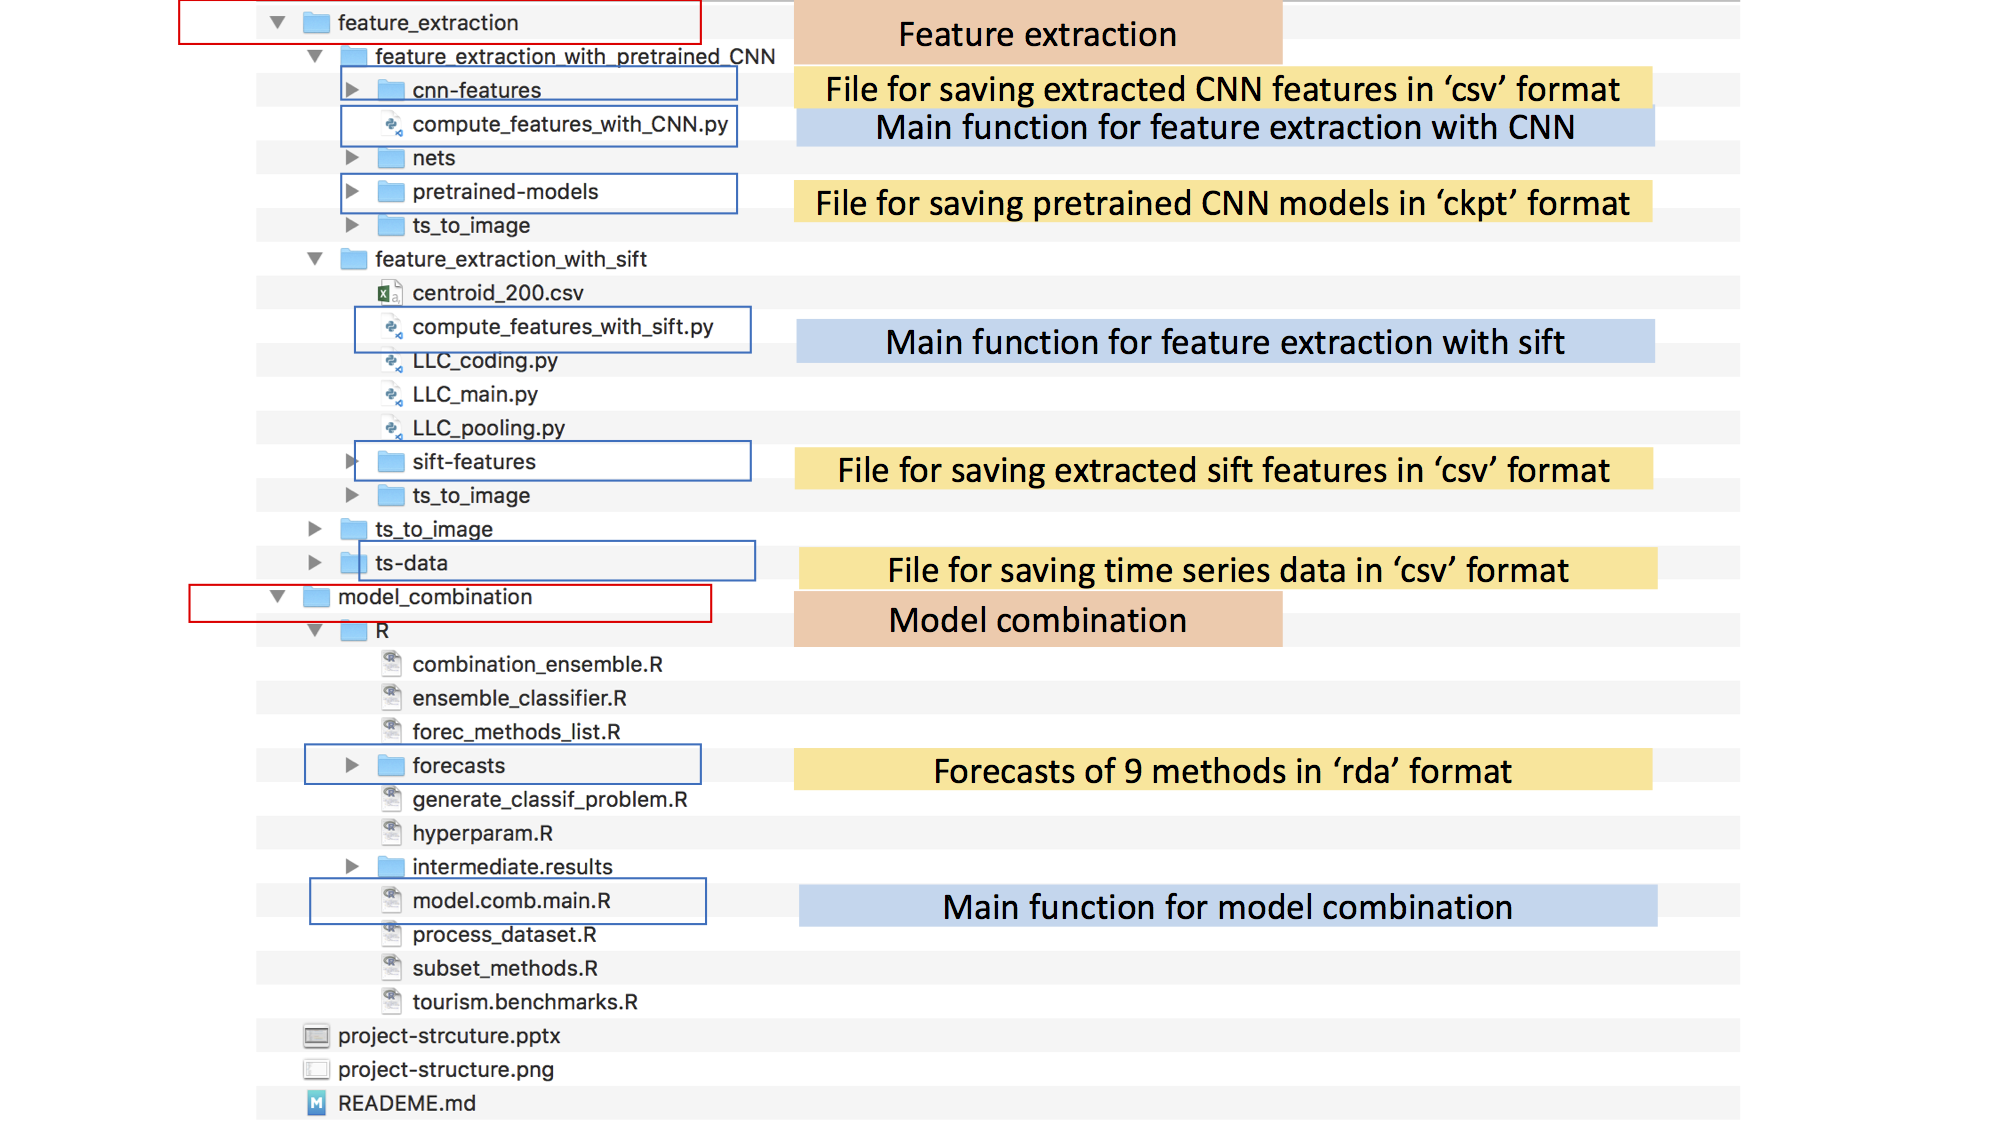 feature_extraction
Feature extraction
feature_extraction_with_pretrained_CNN
cnn-features
File for saving extracted CNN features in ‘csv’ format
compute_features_with_CNN.py
Main function for feature extraction with CNN
nets
pretrained-models
File for saving pretrained CNN models in ‘ckpt’ format
ts_to_image
feature_extraction_with_sift
centroid_200.csv
compute_features_with_sift.py
Main function for feature extraction with sift
LLC_coding.py
LLC_main.py
LLC_pooling.py
sift-features
File for saving extracted sift features in ‘csv’ format
ts_to_image
ts_to_image
ts-data
File for saving time series data in ‘csv’ format
model_combination
Model combination
R
combination_ensemble.R
ensemble_classifier.R
forec_methods_list.R
forecasts
Forecasts of 9 methods in ‘rda’ format
generate_classif_problem.R
hyperparam.R
intermediate.results
model.comb.main.R
Main function for model combination
process_dataset.R
subset_methods.R
tourism.benchmarks.R
project-strcuture.pptx
project-structure.png
READEME.md